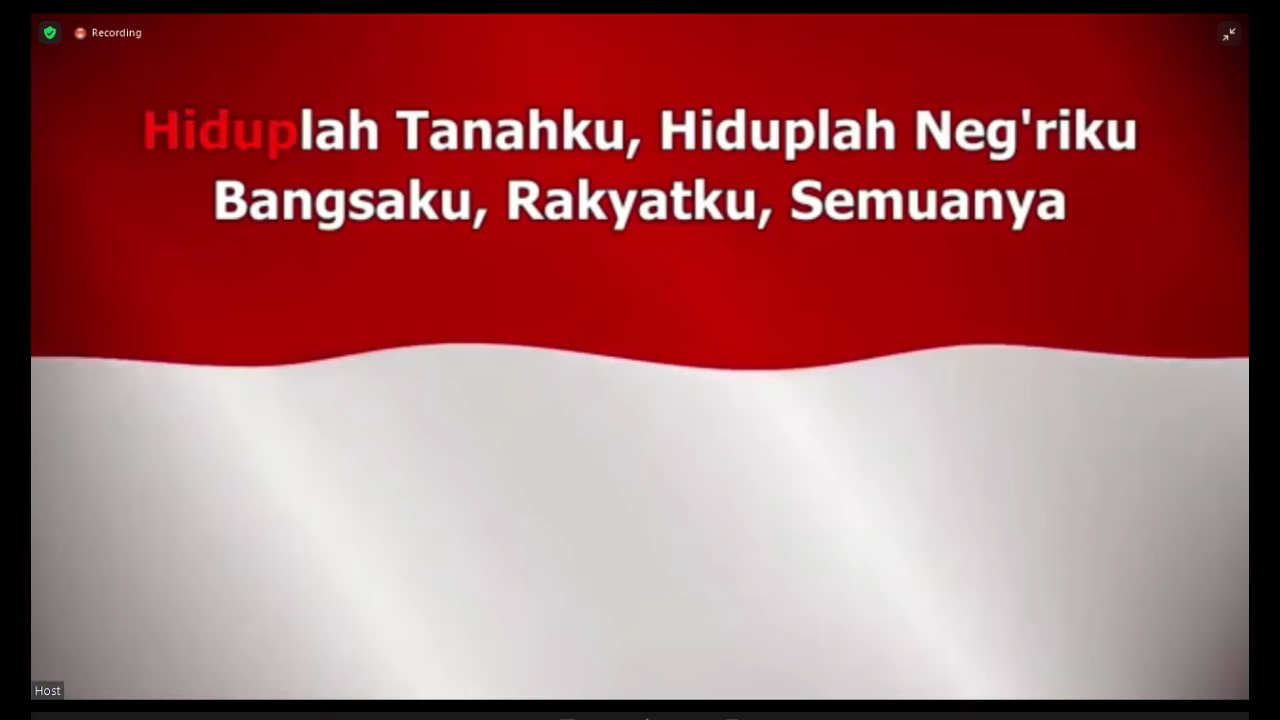 Recording
Hiduplah Tanahku, Hiduplah Neg'riku
Bangsaku, Rakyatku, Semuanya
Host